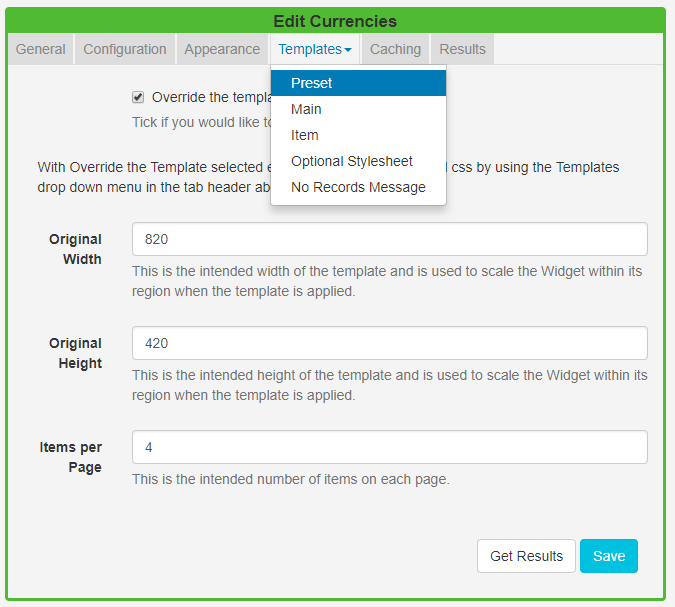 Edit Currencies
General Configuration Appearance Templates Caching Results
Preset
Main
Item
Optional Stylesheet
No Records Message
Override the templa
Tick if you would like to
With Override the Template selected e css by using the Templates
drop down menu in the tab header ab
Original
Width
820
This is the intended width of the template and is used to scale the Widget within its
region when the template is applied.
Original
Height
420
This is the intended height of the template and is used to scale the Widget within its
region when the template is applied.
Items per
Page
4
This is the intended number of items on each page.
Get Results Save